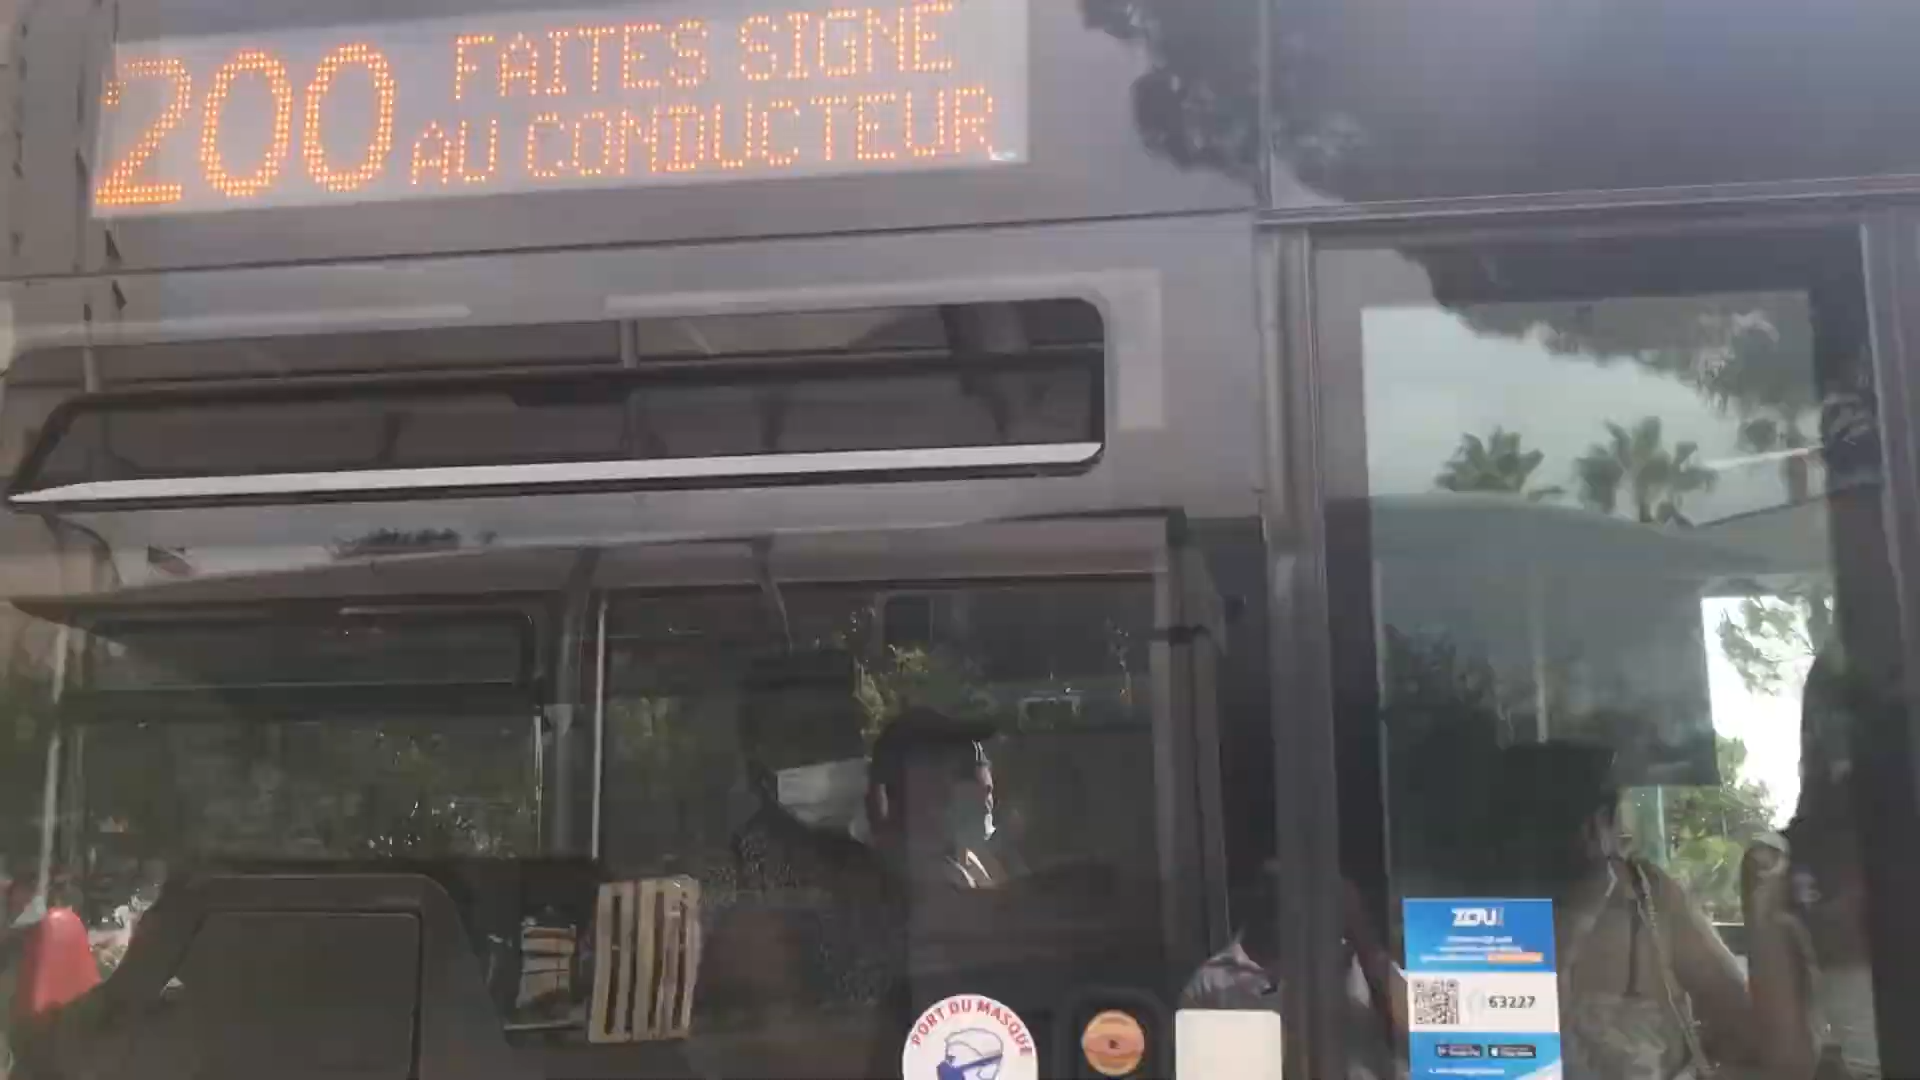 200 FAITES SIGNE
AU CONDUCTEUR
PORT DU MASQUE
ZOU
63227